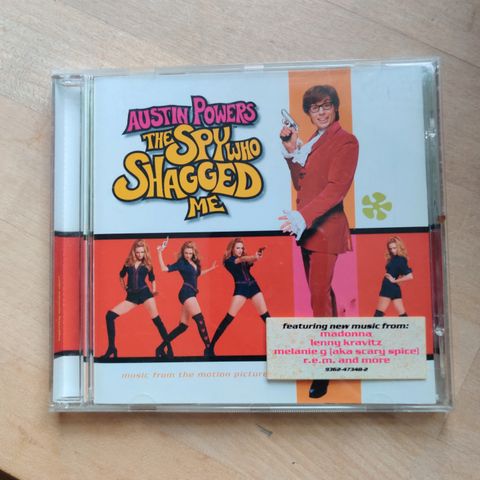 AUSTIN POWERS
THE SPY WHO
SHAGGED
ME
featuring new music from:
madonna
lenny kravitz
melanie g [aka scary spice]
r.e.m. and more
9362-47348-2
music from the motion picture